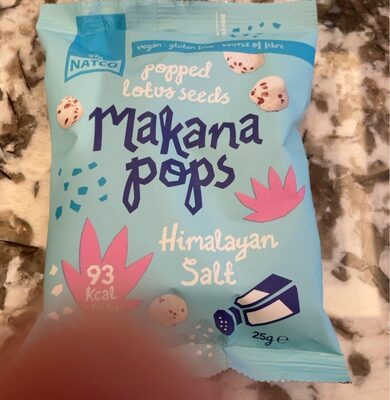 NATCO
vegan • gluten free • source of fibre
popped
lotus seeds
Makana
pops
Himalayan
Salt
93
kcal
25g e